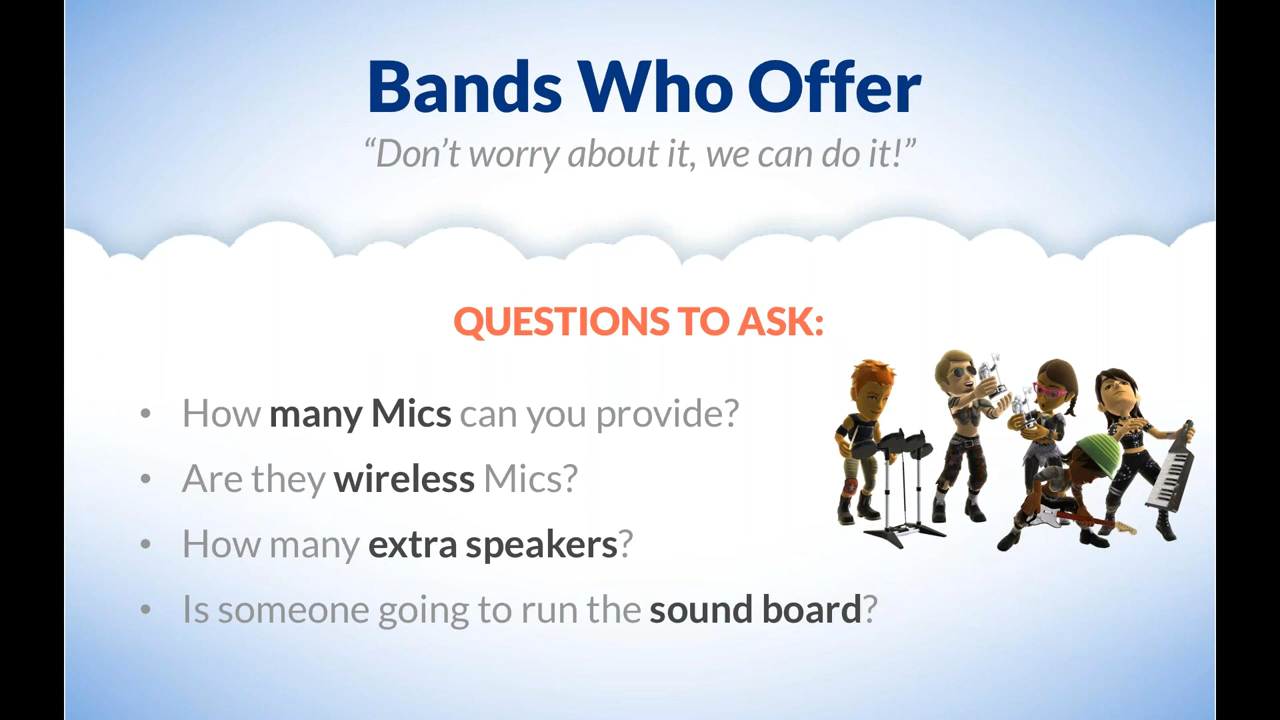 Bands Who Offer
“Don’t worry about it, we can do it!”
QUESTIONS TO ASK:
• How many Mics can you provide?
• Are they wireless Mics?
• How many extra speakers?
• Is someone going to run the sound board?